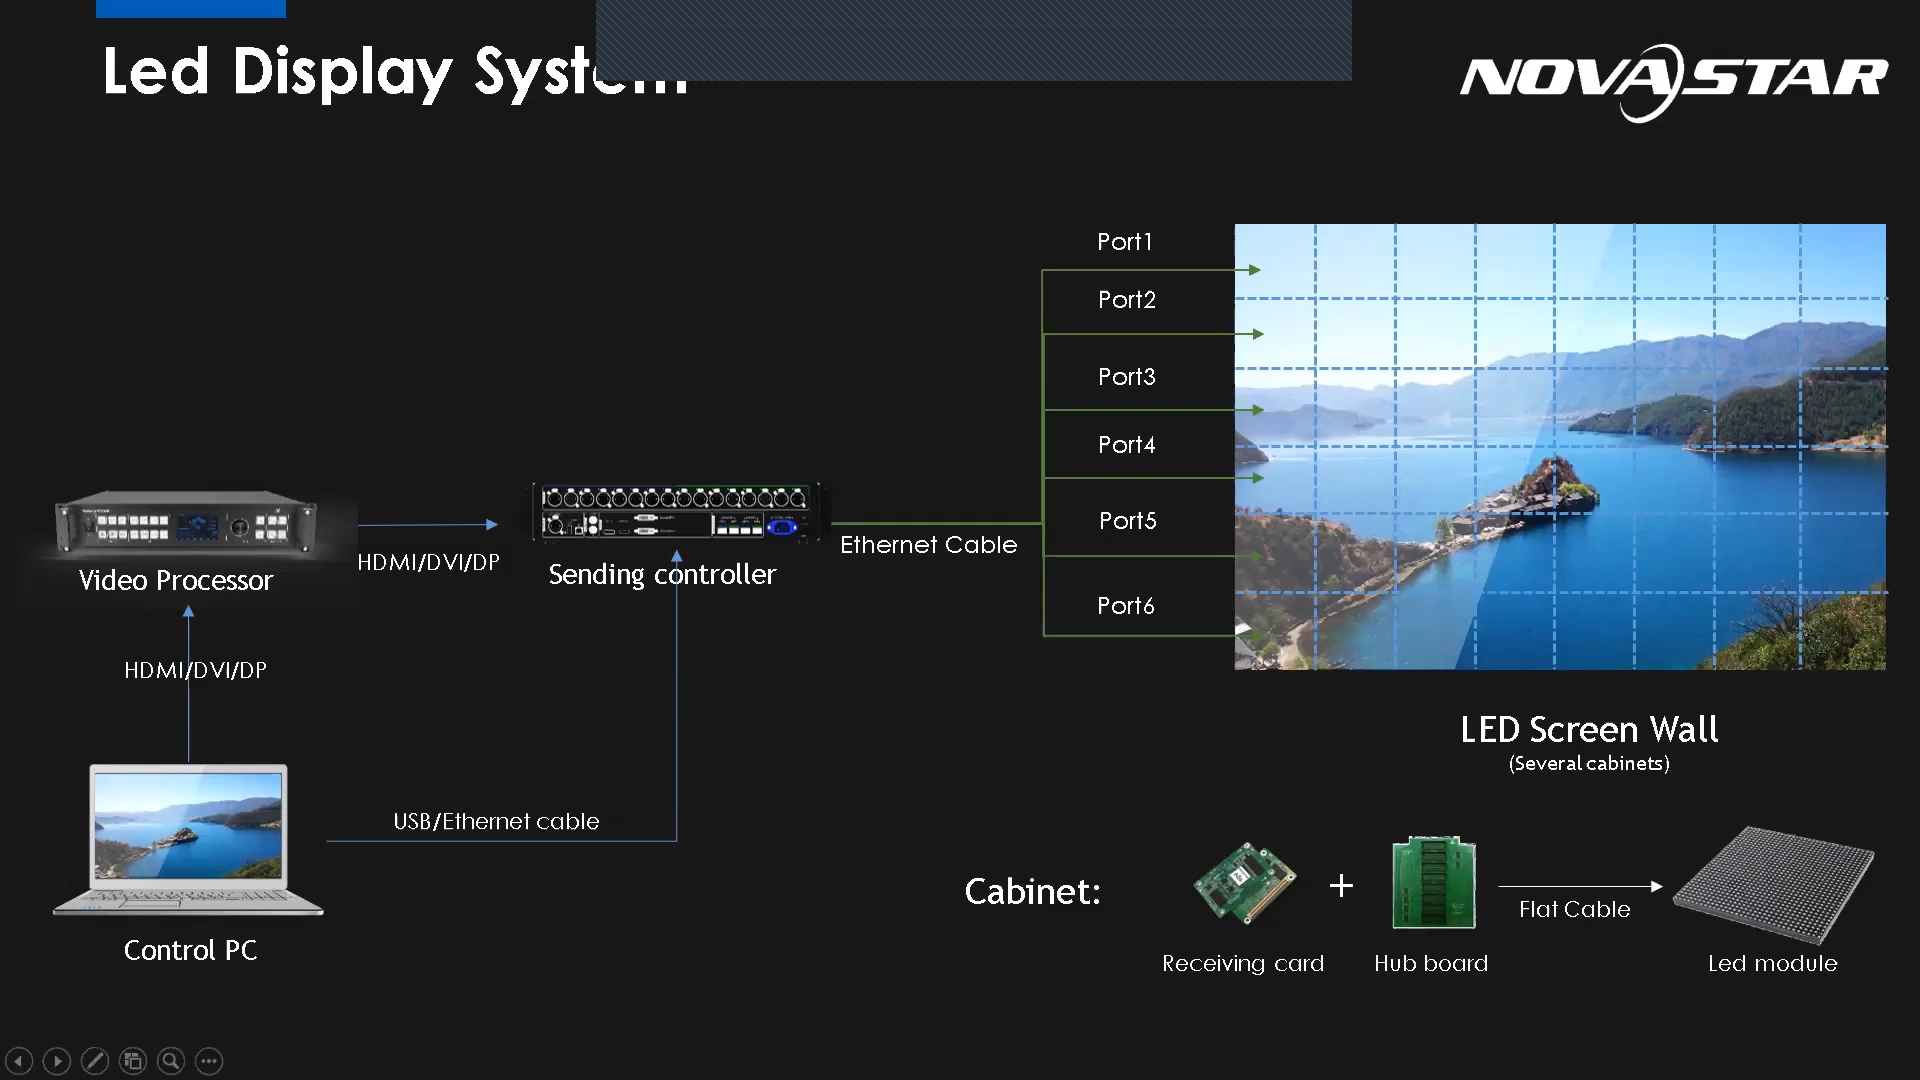 Led Display System
NOVASTAR
Port1
Port2
Port3
Port4
Port5
Port6
HDMI/DVI/DP
Ethernet Cable
Video Processor
Sending controller
HDMI/DVI/DP
LED Screen Wall
(Several cabinets)
USB/Ethernet cable
Cabinet:
+
Flat Cable
Control PC
Receiving card
Hub board
Led module